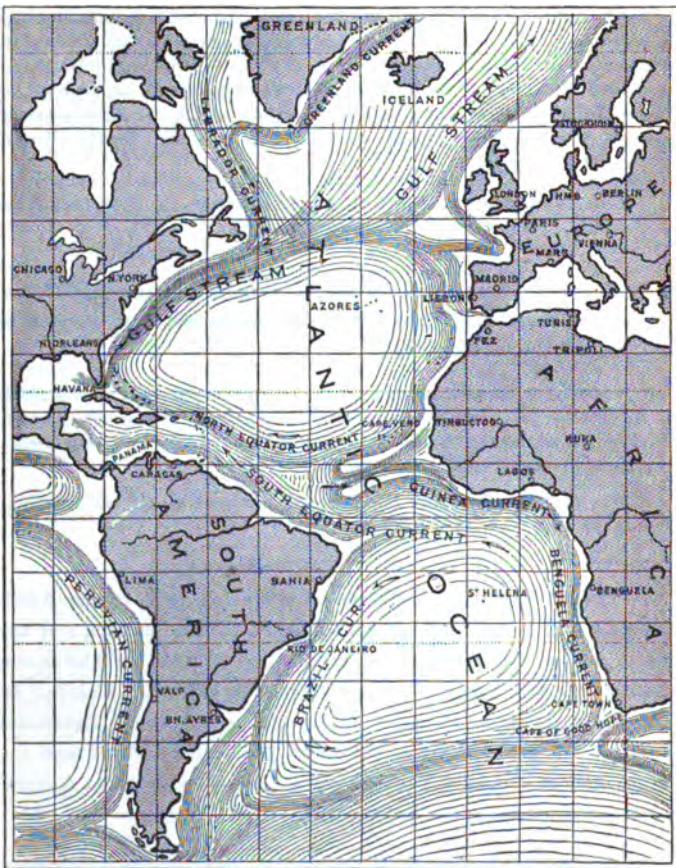 GREENLAND
GREENLAND CURRENT
ICELAND
LABRADOR CURRENT
GULF STREAM
STOCKHOLM
LONDON
HMB.
BERLIN
PARIS
EUROPE
VIENNA
MARS
CHICAGO
N.YORK
GULF STREAM
MADRID
AZORES
LISBON
ATLANTIC OCEAN
N.ORLEANS
TUNIS
FEZ
TRIPOLI
HAVANA
AFRICA
NORTH EQUATOR CURRENT
CAPE VERD
TIMBUCTOO
KUKA
PANAMA
CARACAS
LAGOS
SOUTH EQUATOR CURRENT
GUINEA CURRENT
SOUTH AMERICA
PERUVIAN CURRENT
LIMA
BAHIA
ST HELENA
BENGUELA CURRENT
BENGUELA
BRAZIL CUR.
RIO DE JANEIRO
VALP.
BN. AYRES
CAPE TOWN
CAPE OF GOOD HOPE